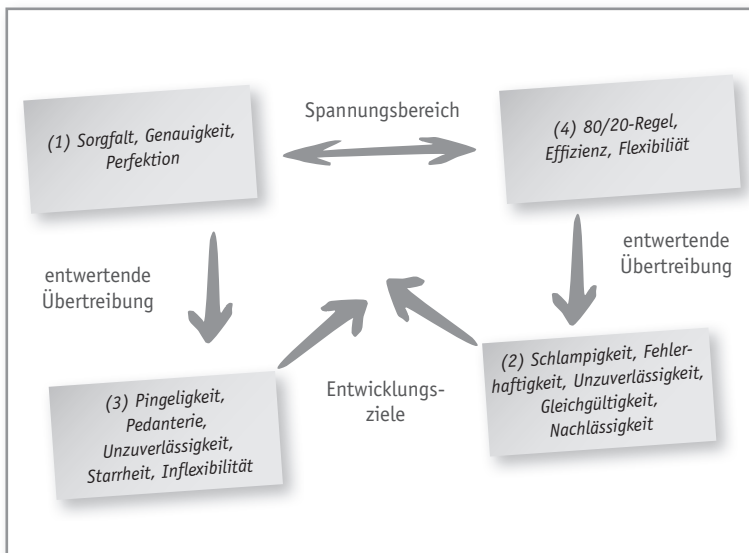 Spannungsbereich
(1) Sorgfalt, Genauigkeit,
Perfektion
(4) 80/20-Regel,
Effizienz, Flexibiliät
entwertende
Übertreibung
entwertende
Übertreibung
(3) Pingeligkeit,
Pedanterie,
Unzuverlässigkeit,
Starrheit, Inflexibilität
Entwicklungs-
ziele
(2) Schlampigkeit, Fehler-
haftigkeit, Unzuverlässigkeit,
Gleichgültigkeit,
Nachlässigkeit